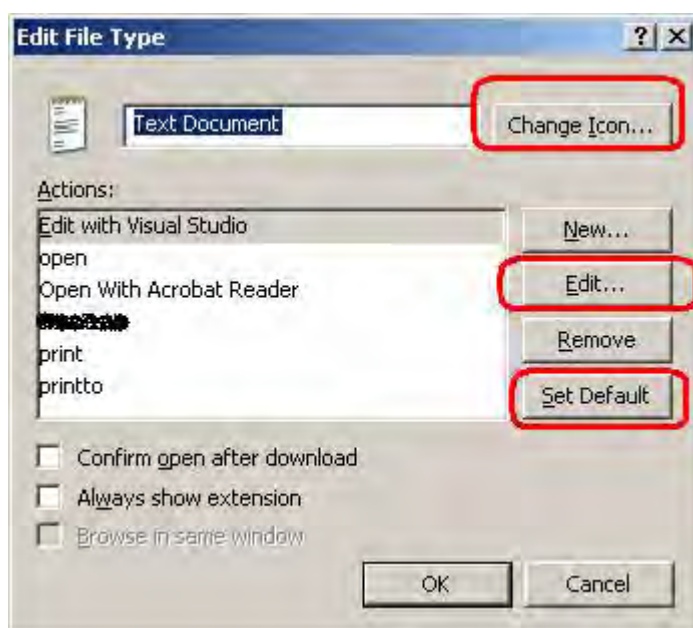 Edit File Type
Text Document
Change Icon...
Actions:
Edit with Visual Studio
open
Open With Acrobat Reader
print
printto
New...
Edit...
Remove
Set Default
Confirm open after download
Always show extension
Browse in same window
OK
Cancel